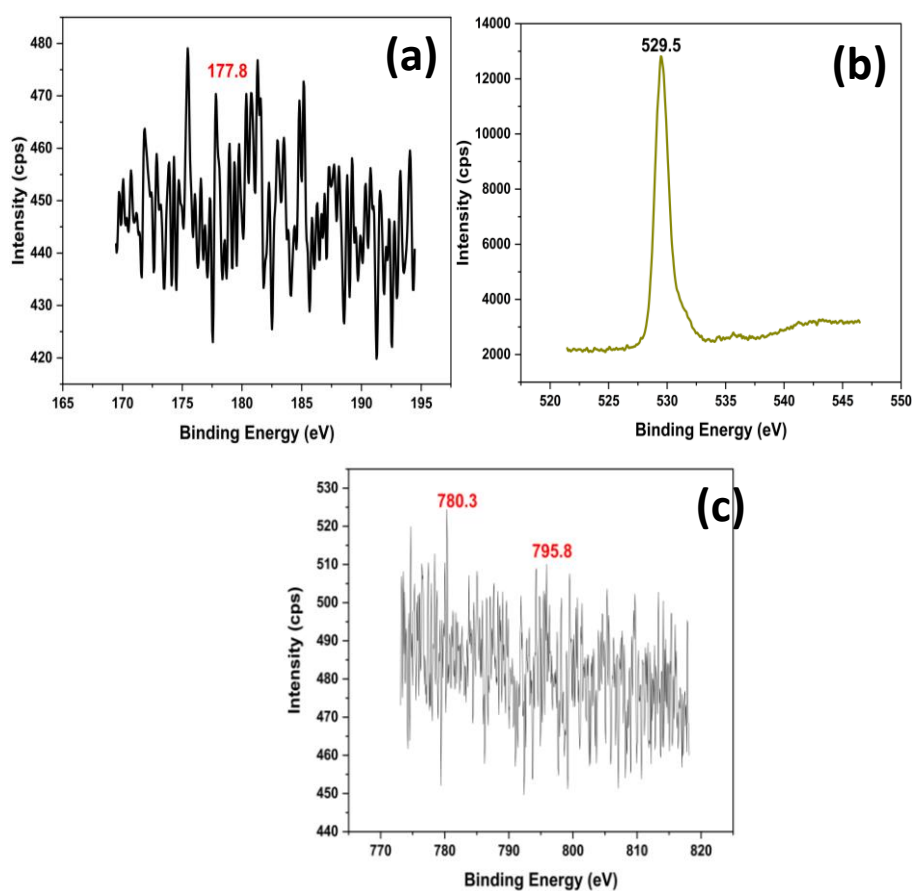 (a)
177.8
480
470
460
450
440
430
420
Intensity (cps)
165 170 175 180 185 190 195
Binding Energy (eV)
(b)
529.5
14000
12000
10000
8000
6000
4000
2000
Intensity (cps)
520 525 530 535 540 545 550
Binding Energy (eV)
(c)
780.3
795.8
530
520
510
500
490
480
470
460
450
440
Intensity (cps)
770 780 790 800 810 820
Binding Energy (eV)